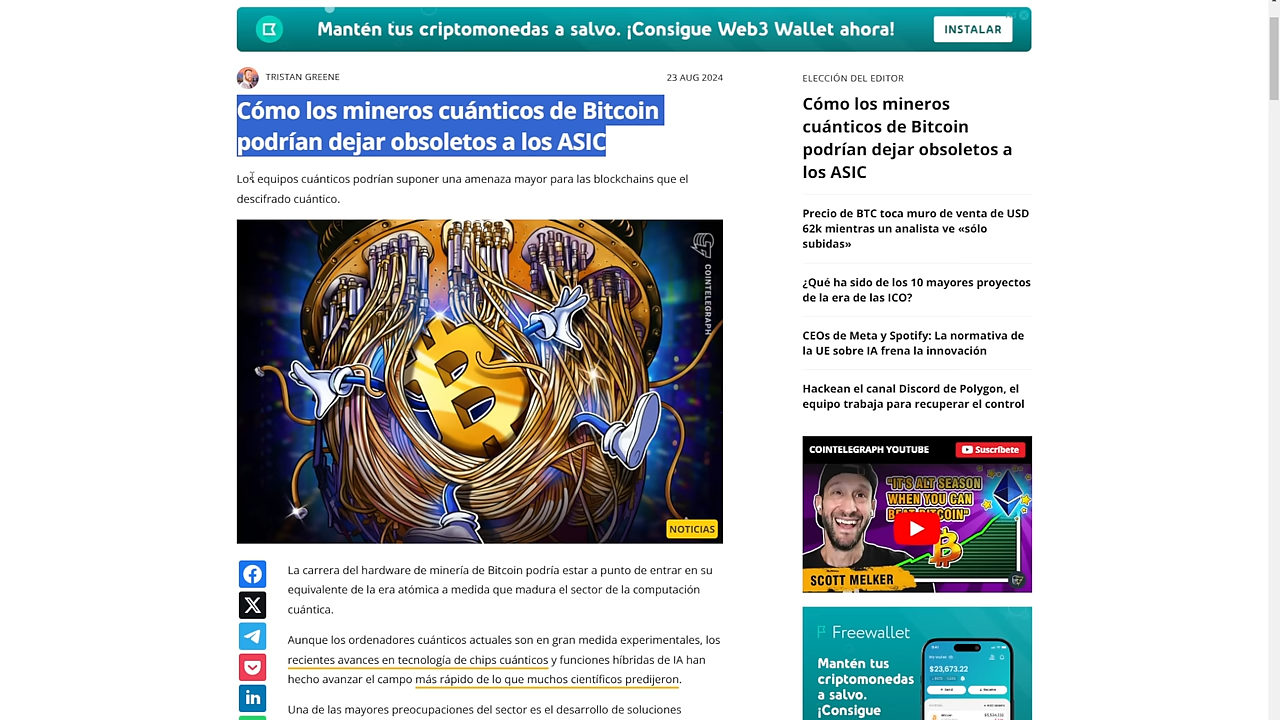 Mantén tus criptomonedas a salvo. ¡Consigue Web3 Wallet ahora!
INSTALAR
TRISTAN GREENE
23 AUG 2024
Cómo los mineros cuánticos de Bitcoin
podrían dejar obsoletos a los ASIC
Los equipos cuánticos podrían suponer una amenaza mayor para las blockchains que el
descifrado cuántico.
COINTELEGRAPH
NOTICIAS
La carrera del hardware de minería de Bitcoin podría estar a punto de entrar en su
equivalente de la era atómica a medida que madura el sector de la computación
cuántica.
Aunque los ordenadores cuánticos actuales son en gran medida experimentales, los
recientes avances en tecnología de chips cuánticos y funciones híbridas de IA han
hecho avanzar el campo más rápido de lo que muchos científicos predijeron.
Una de las mayores preocupaciones del sector es el desarrollo de soluciones
ELECCIÓN DEL EDITOR
Cómo los mineros
cuánticos de Bitcoin
podrían dejar obsoletos a
los ASIC
Precio de BTC toca muro de venta de USD
62k mientras un analista ve «sólo
subidas»
¿Qué ha sido de los 10 mayores proyectos
de la era de las ICO?
CEOs de Meta y Spotify: La normativa de
la UE sobre IA frena la innovación
Hackean el canal Discord de Polygon, el
equipo trabaja para recuperar el control
COINTELEGRAPH YOUTUBE
Suscríbete
"IT'S ALT SEASON
WHEN YOU CAN
BEAT BITCOIN"
SCOTT MELKER
Freewallet
Mantén tus
criptomonedas
a salvo.
¡Consigue
$23,673.22